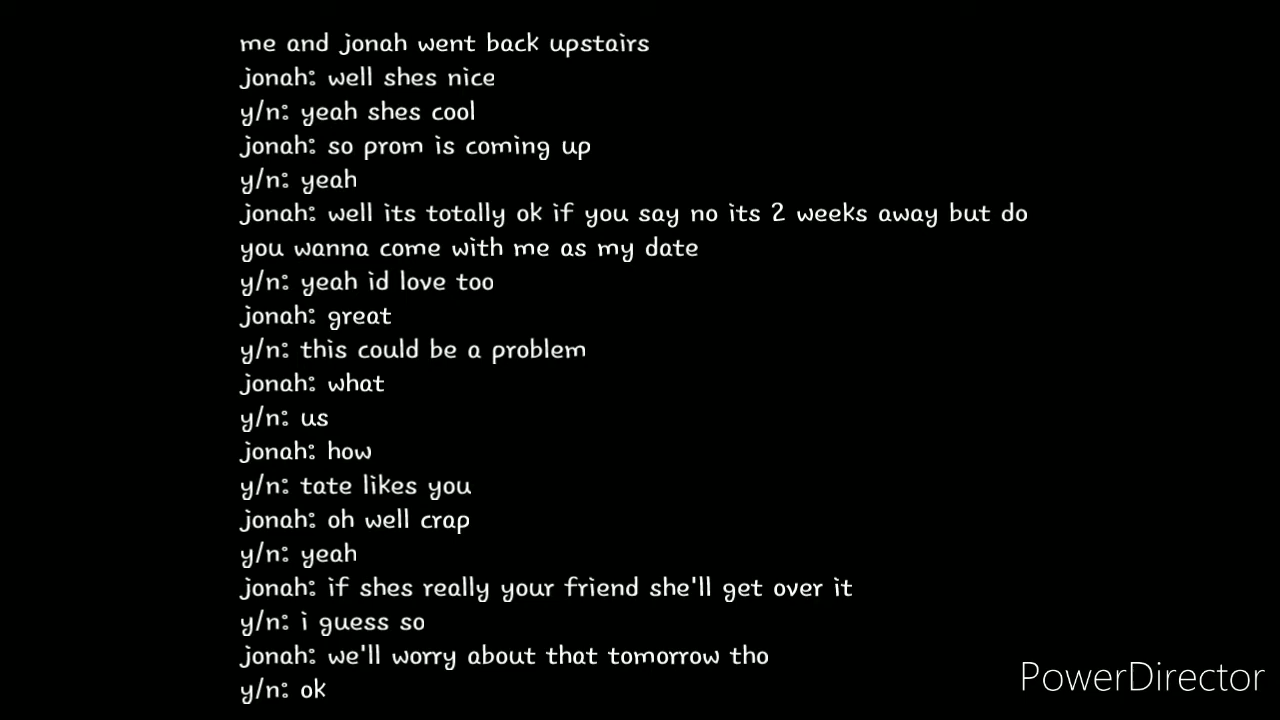 me and jonah went back upstairs
jonah: well shes nice
y/n: yeah shes cool
jonah: so prom is coming up
y/n: yeah
jonah: well its totally ok if you say no its 2 weeks away but do
you wanna come with me as my date
y/n: yeah id love too
jonah: great
y/n: this could be a problem
jonah: what
y/n: us
jonah: how
y/n: tate likes you
jonah: oh well crap
y/n: yeah
jonah: if shes really your friend she'll get over it
y/n: i guess so
jonah: we'll worry about that tomorrow tho
y/n: ok
PowerDirector